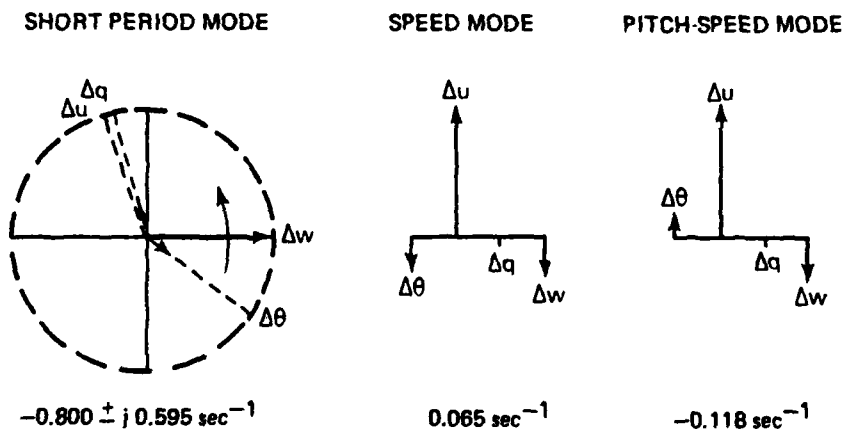 SHORT PERIOD MODE
SPEED MODE
PITCH-SPEED MODE
Δq
Δu
Δw
Δθ
Δu
Δθ
Δq
Δw
Δu
Δθ
Δq
Δw
-0.800 ± j 0.595 sec⁻¹
0.065 sec⁻¹
-0.118 sec⁻¹